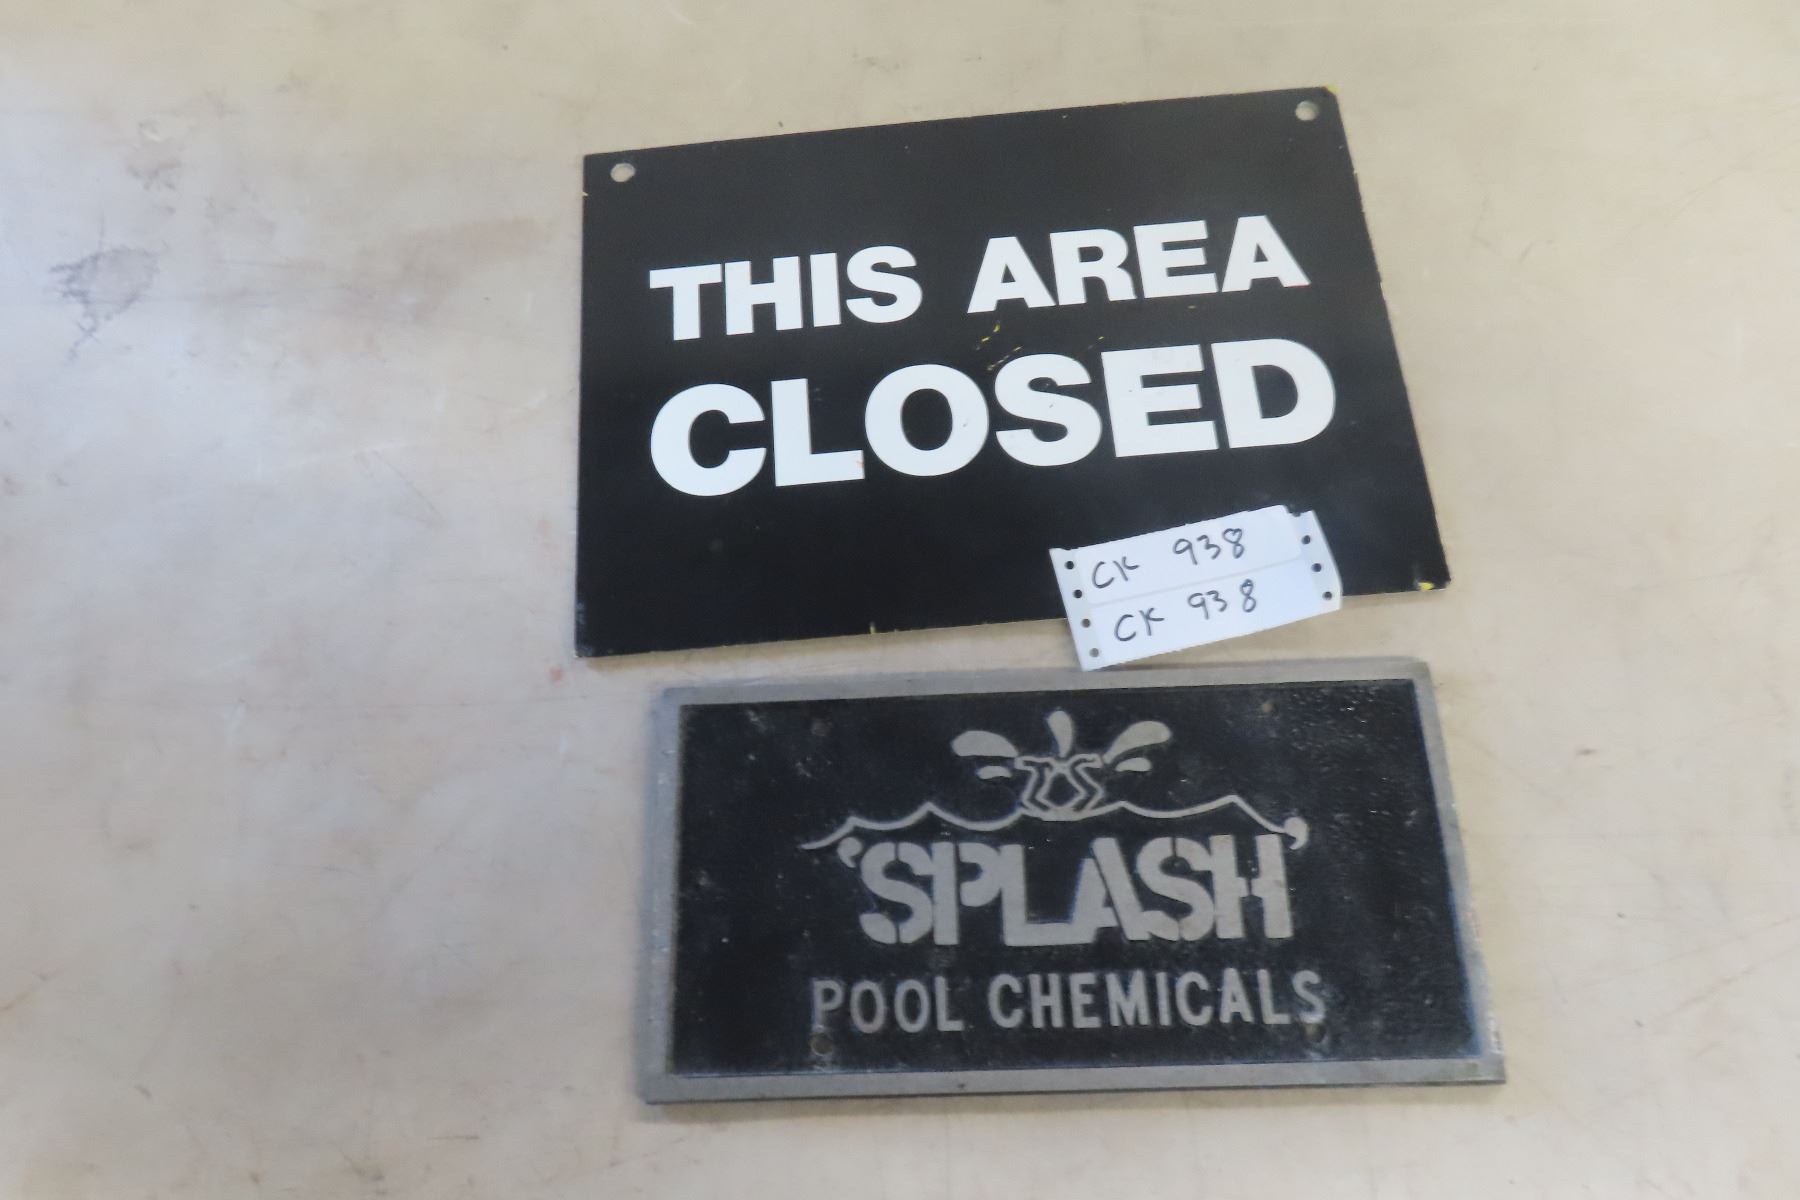 THIS AREA
CLOSED
CK 938
CK 938
'SPLASH'
POOL CHEMICALS